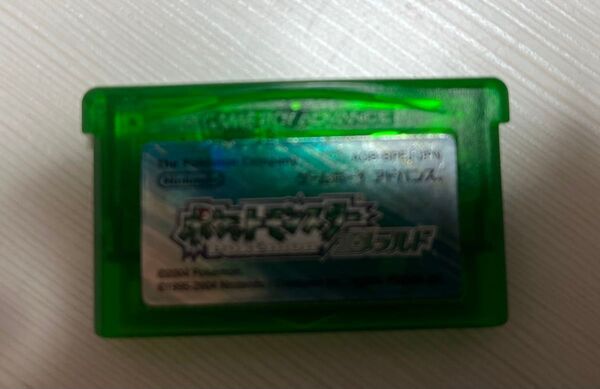 GAME BOY ADVANCE
The Pokémon Company AGB-BPEJ-JPN
Nintendo ゲームボーイ アドバンス
ポケットモンスター
エメラルド
©2004 Pokémon.
©1995-2004 Nintendo/